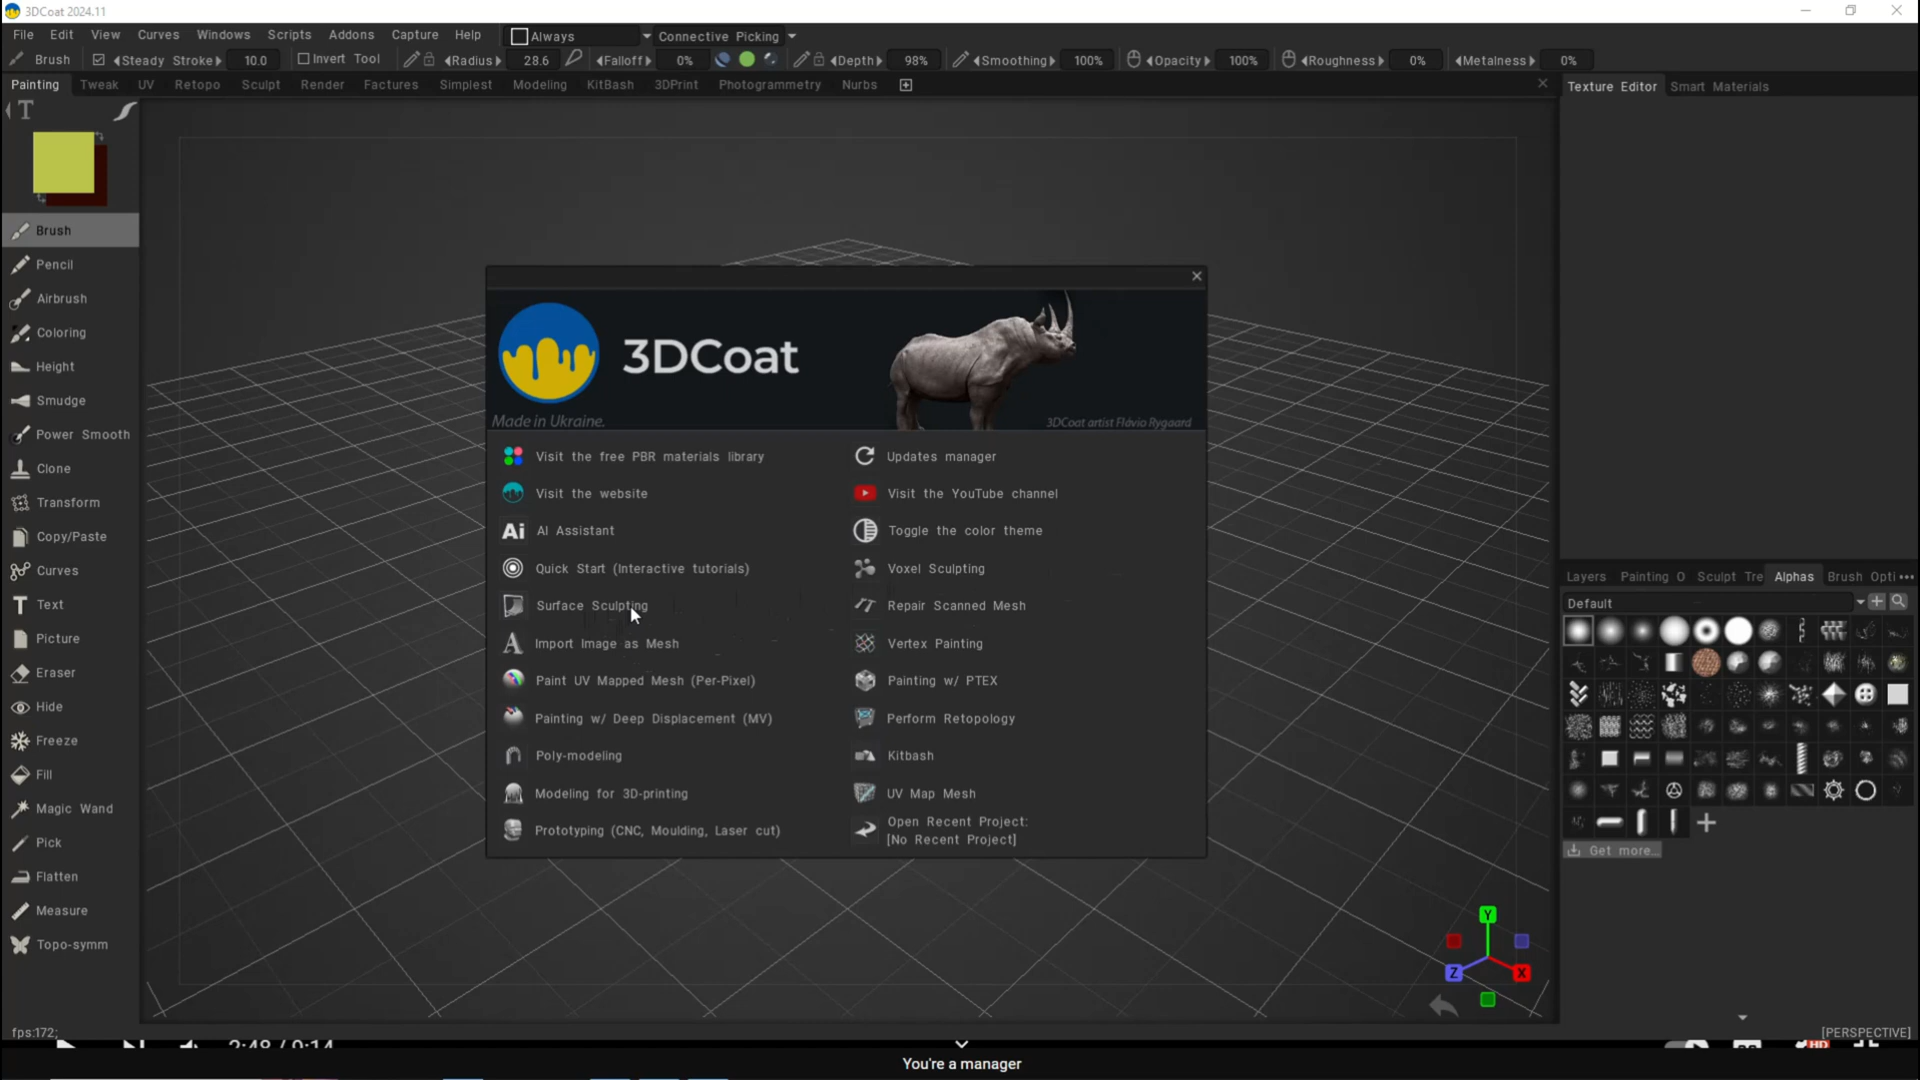 3DCoat 2024.11
File Edit View Curves Windows Scripts Addons Capture Help Always Connective Picking
Brush Steady Stroke 10.0 Invert Tool Radius 28.6 Falloff 0% Depth 98% Smoothing 100% Opacity 100% Roughness 0% Metalness 0%
Painting Tweak UV Retopo Sculpt Render Factures Simplest Modeling KitBash 3DPrint Photogrammetry Nurbs
Texture Editor Smart Materials
T
Brush
Pencil
Airbrush
Coloring
Height
Smudge
Power Smooth
Clone
Transform
Copy/Paste
Curves
Text
Picture
Eraser
Hide
Freeze
Fill
Magic Wand
Pick
Flatten
Measure
Topo-symm
3DCoat
Made in Ukraine.
3DCoat artist Flávio Rygaard
Visit the free PBR materials library
Updates manager
Visit the website
Visit the YouTube channel
Ai AI Assistant
Toggle the color theme
Quick Start (Interactive tutorials)
Voxel Sculpting
Surface Sculpting
Repair Scanned Mesh
Import Image as Mesh
Vertex Painting
Paint UV Mapped Mesh (Per-Pixel)
Painting w/ PTEX
Painting w/ Deep Displacement (MV)
Perform Retopology
Poly-modeling
Kitbash
Modeling for 3D-printing
UV Map Mesh
Prototyping (CNC, Moulding, Laser cut)
Open Recent Project:
[No Recent Project]
Layers Painting O Sculpt Tre Alphas Brush Opti
Default
Get more...
Y
Z
X
fps:172;
[PERSPECTIVE]
2:48 / 0:14
HD
You're a manager